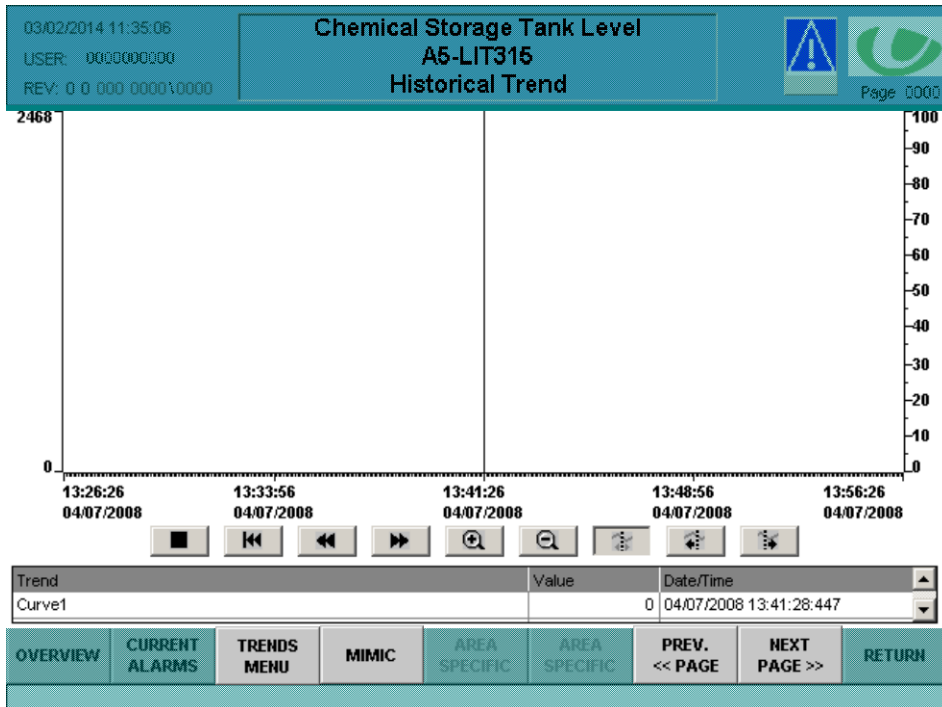 03/02/2014 11:35:06
USER: 0000000000
REV: 0 0 000 0000\0000
Chemical Storage Tank Level
A5-LIT315
Historical Trend
Page 0000
2468
0
100
90
80
70
60
50
40
30
20
10
0
13:26:26 13:33:56 13:41:26 13:48:56 13:56:26
04/07/2008 04/07/2008 04/07/2008 04/07/2008 04/07/2008
Trend Value Date/Time
Curve1 0 04/07/2008 13:41:28:447
OVERVIEW
CURRENT
ALARMS
TRENDS
MENU
MIMIC
AREA
SPECIFIC
AREA
SPECIFIC
PREV.
<< PAGE
NEXT
PAGE >>
RETURN